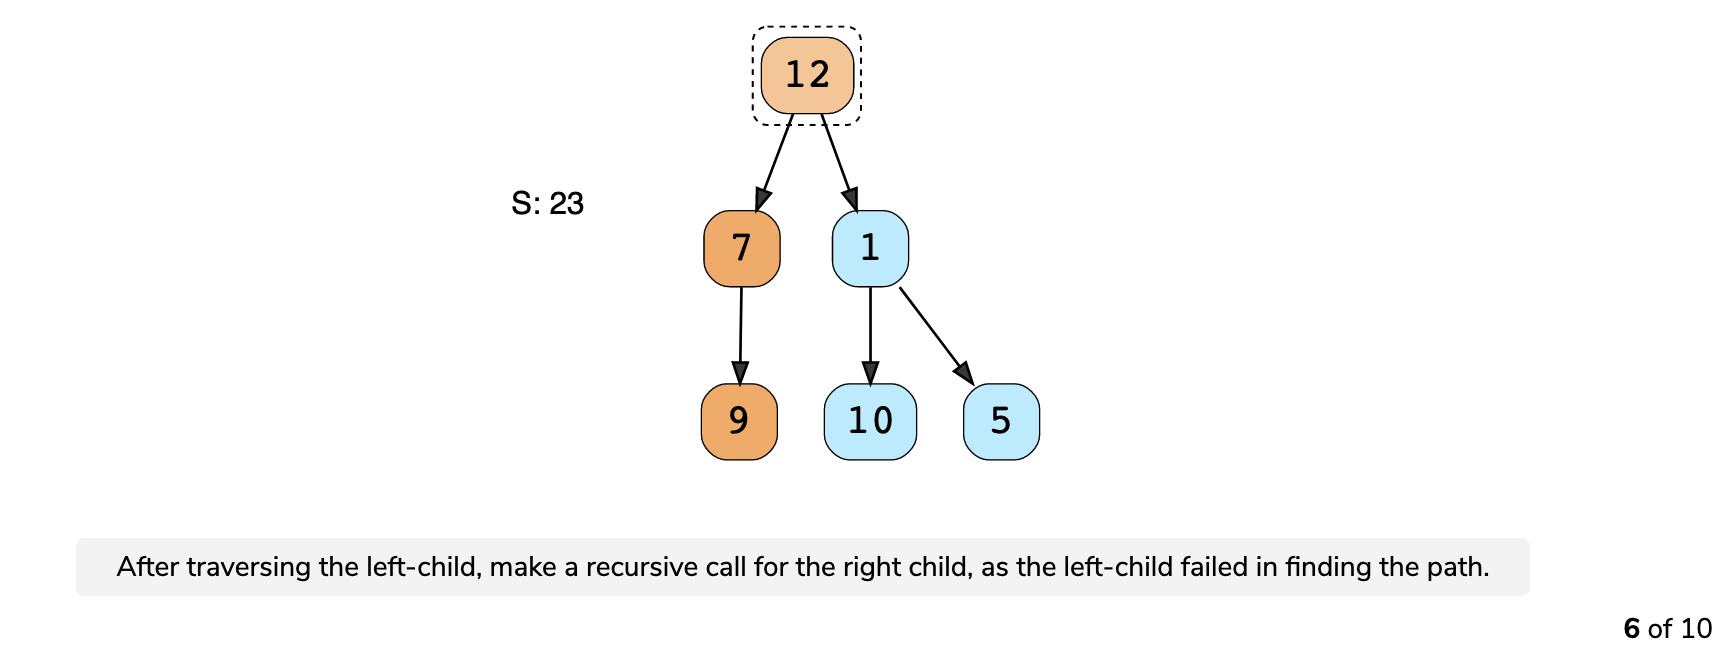 12
S: 23
7 1
9 10 5
After traversing the left-child, make a recursive call for the right child, as the left-child failed in finding the path.
6 of 10